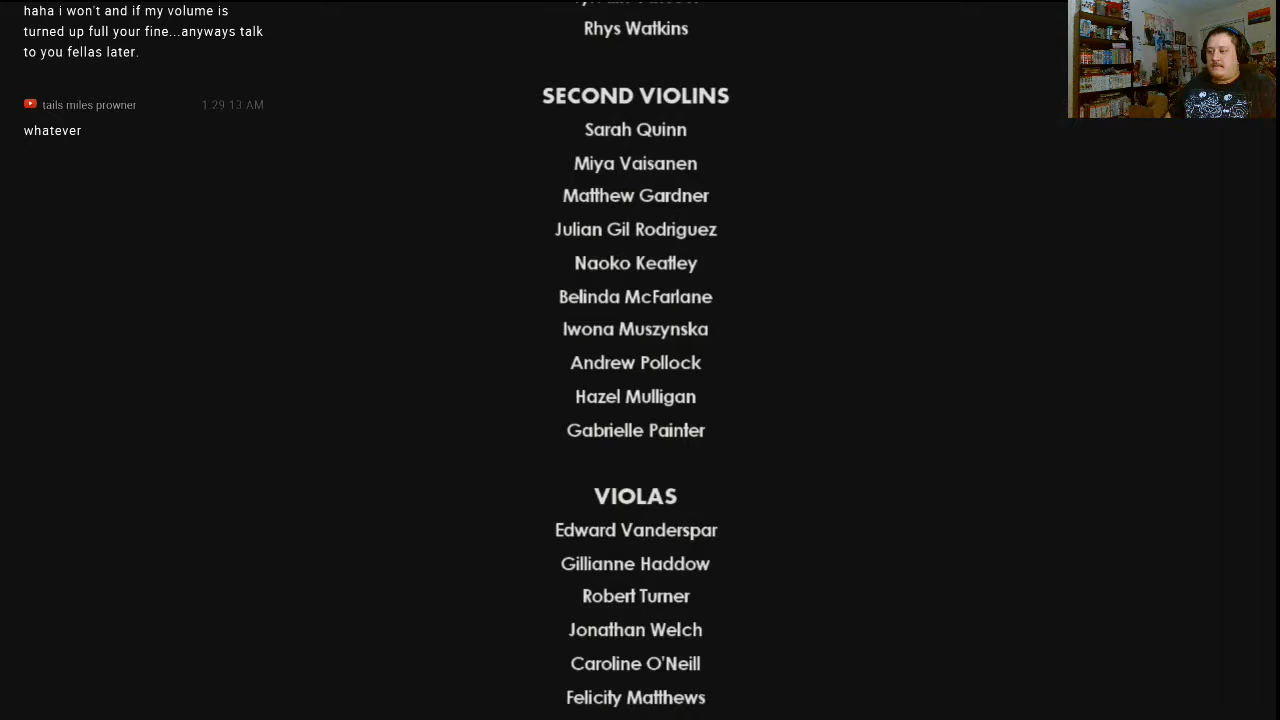 haha i won't and if my volume is
turned up full your fine...anyways talk
to you fellas later.
tails miles prowner 1 29 13 AM
whatever
Rhys Watkins
SECOND VIOLINS
Sarah Quinn
Miya Vaisanen
Matthew Gardner
Julian Gil Rodriguez
Naoko Keatley
Belinda McFarlane
Iwona Muszynska
Andrew Pollock
Hazel Mulligan
Gabrielle Painter
VIOLAS
Edward Vanderspar
Gillianne Haddow
Robert Turner
Jonathan Welch
Caroline O'Neill
Felicity Matthews